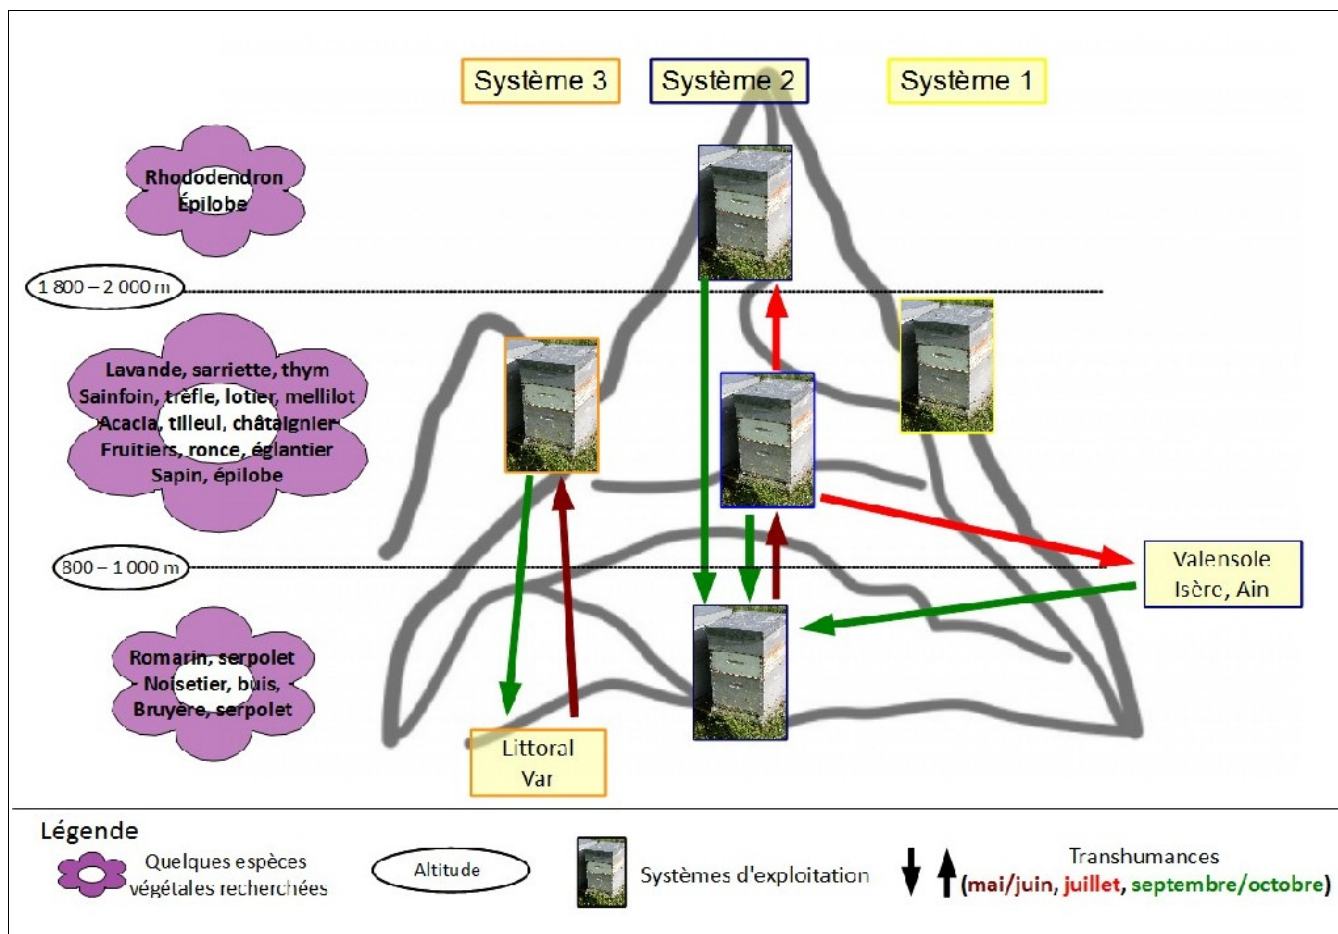 Système 3
Système 2
Système 1
Rhododendron
Épilobe
1 800 – 2 000 m
Lavande, sarriette, thym
Sainfoin, trèfle, lotier, mellilot
Acacia, tilleul, châtaignier
Fruitiers, ronce, églantier
Sapin, épilobe
800 – 1 000 m
Valensole
Isère, Ain
Romarin, serpolet
Noisetier, buis,
Bruyère, serpolet
Littoral
Var
Légende
Quelques espèces
végétales recherchées
Altitude
Systèmes d'exploitation
Transhumances
(mai/juin, juillet, septembre/octobre)